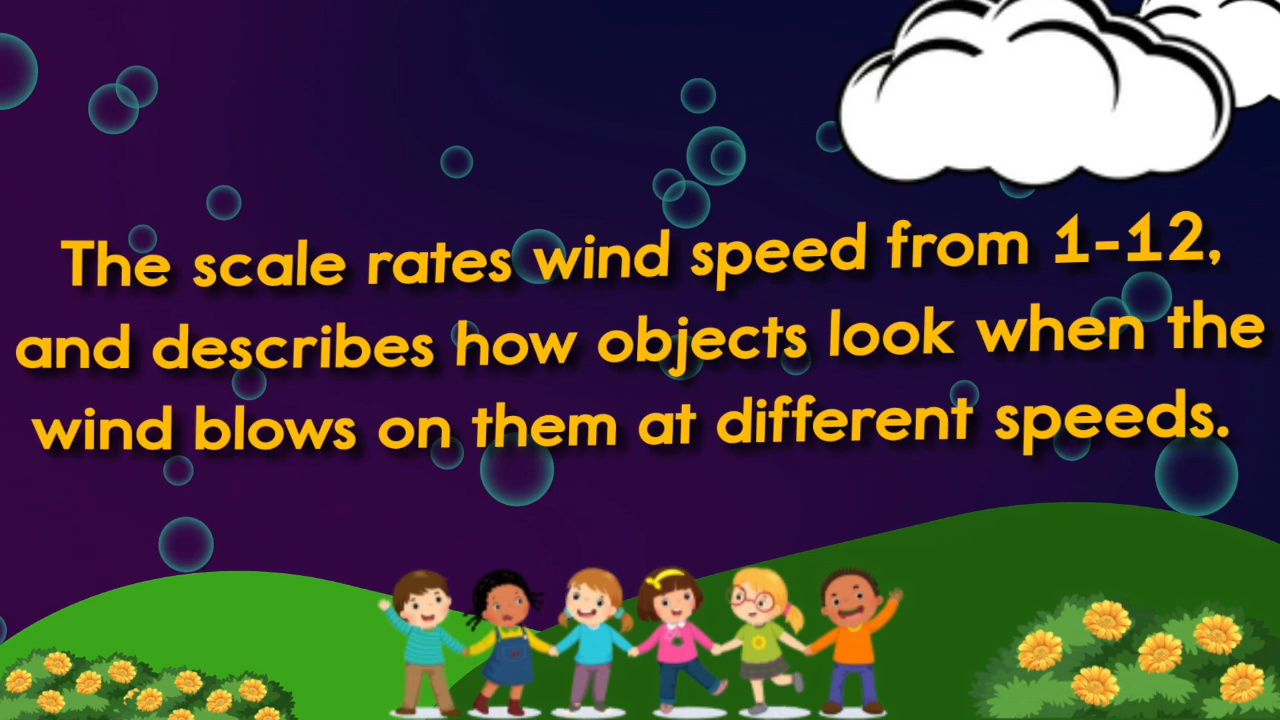 The scale rates wind speed from 1-12,
and describes how objects look when the
wind blows on them at different speeds.